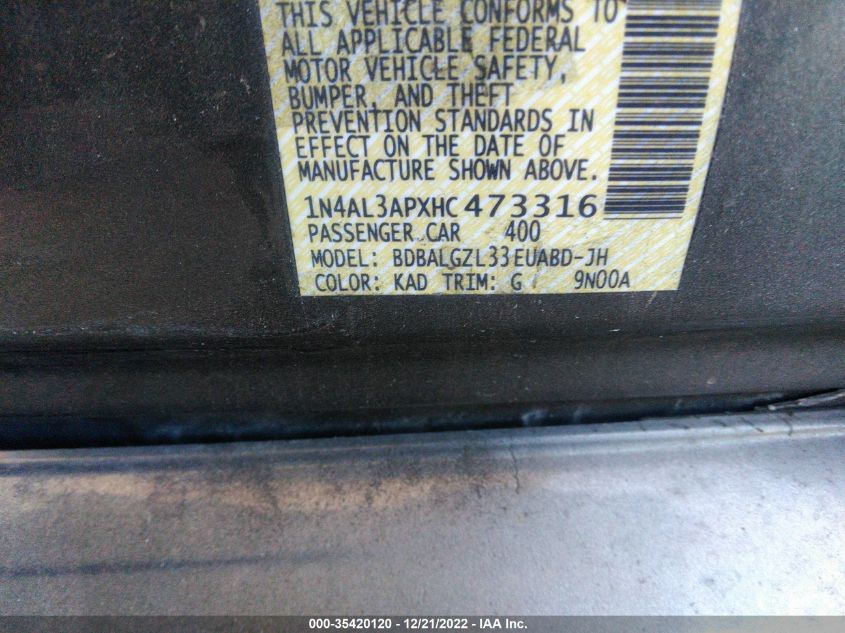 THIS VEHICLE CONFORMS TO
ALL APPLICABLE FEDERAL
MOTOR VEHICLE SAFETY,
BUMPER, AND THEFT
PREVENTION STANDARDS IN
EFFECT ON THE DATE OF
MANUFACTURE SHOWN ABOVE.
1N4AL3APXHC473316
PASSENGER CAR 400
MODEL: BDBALGZL33EUABD-JH
COLOR: KAD TRIM: G 9N00A
000-35420120 - 12/21/2022 - IAA Inc.